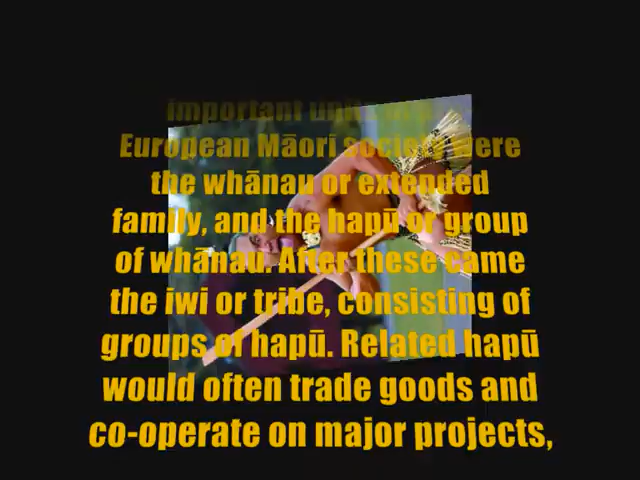 important units
European Māori society were
the whānau or extended
family, and the hapū or group
of whānau. After these came
the iwi or tribe, consisting of
groups of hapū. Related hapū
would often trade goods and
co-operate on major projects,